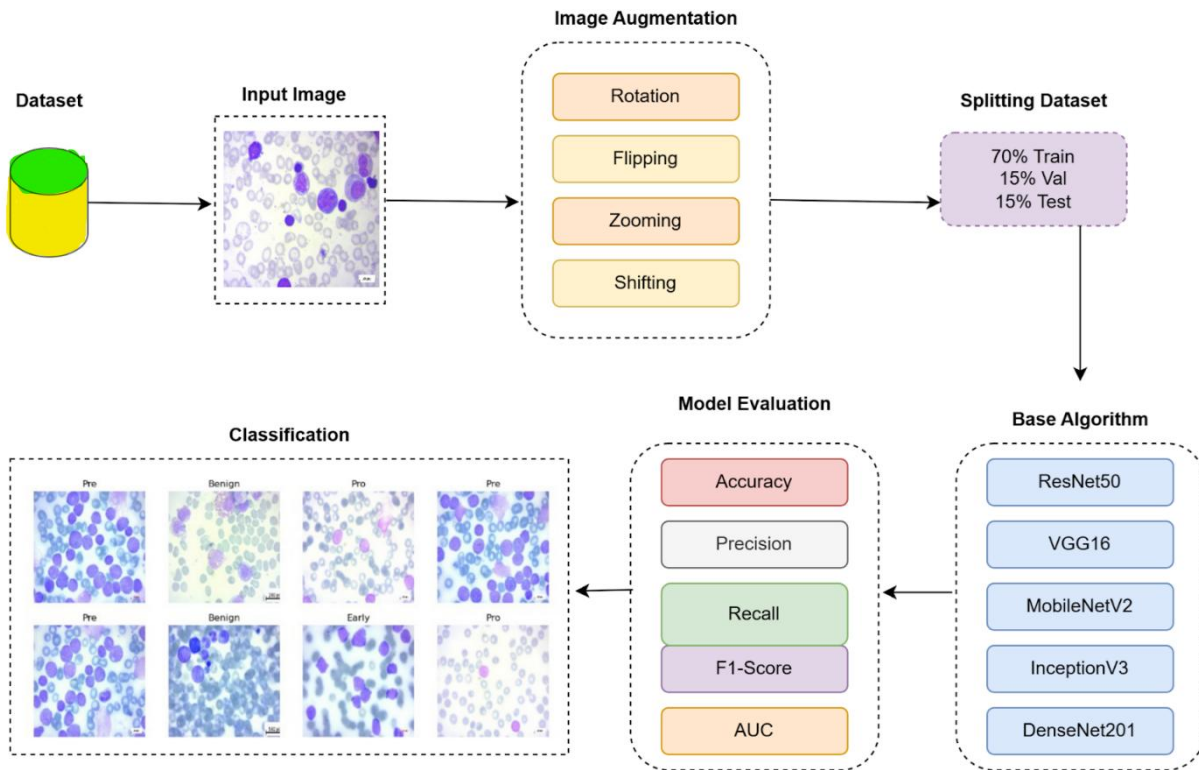 Image Augmentation
Rotation
Flipping
Zooming
Shifting
Dataset
Input Image
Splitting Dataset
70% Train
15% Val
15% Test
Base Algorithm
ResNet50
VGG16
MobileNetV2
InceptionV3
DenseNet201
Model Evaluation
Accuracy
Precision
Recall
F1-Score
AUC
Classification
Pre
Benign
Pro
Pre
Pre
Benign
Early
Pro